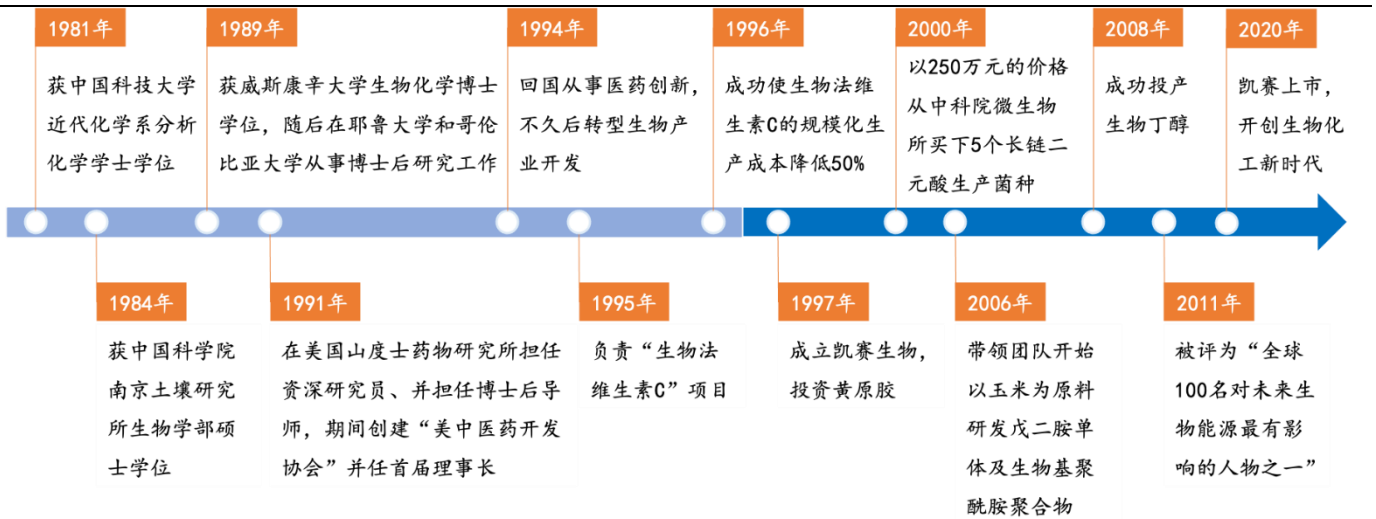 1981年
获中国科技大学
近代化学系分析
化学学士学位
1984年
获中国科学院
南京土壤研究
所生物学部硕
士学位
1989年
获威斯康辛大学生物化学博士
学位，随后在耶鲁大学和哥伦
比亚大学从事博士后研究工作
1991年
在美国山度士药物研究所担任
资深研究员、并担任博士后导
师，期间创建“美中医药开发
协会”并任首届理事长
1994年
回国从事医药创新，
不久后转型生物产
业开发
1995年
负责“生物法
维生素C”项目
1996年
成功使生物法维
生素C的规模化生
产成本降低50%
1997年
成立凯赛生物，
投资黄原胶
2000年
以250万元的价格
从中科院微生物
所买下5个长链二
元酸生产菌种
2006年
带领团队开始
以玉米为原料
研发戊二胺单
体及生物基聚
酰胺聚合物
2008年
成功投产
生物丁醇
2011年
被评为“全球
100名对未来生
物能源最有影
响的人物之一”
2020年
凯赛上市，
开创生物化
工新时代